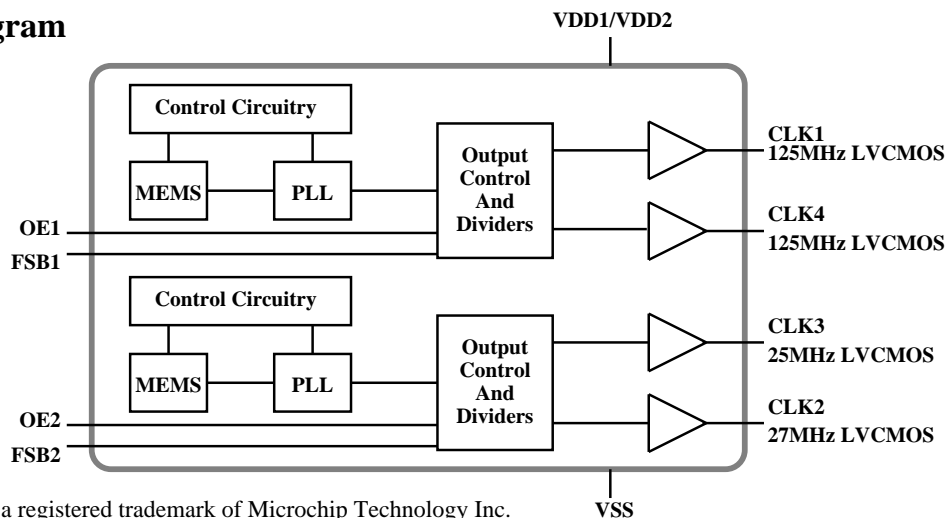 gram
VDD1/VDD2
Control Circuitry
MEMS
PLL
Output
Control
And
Dividers
CLK1
125MHz LVCMOS
CLK4
125MHz LVCMOS
OE1
FSB1
Control Circuitry
MEMS
PLL
Output
Control
And
Dividers
CLK3
25MHz LVCMOS
CLK2
27MHz LVCMOS
OE2
FSB2
a registered trademark of Microchip Technology Inc.
VSS